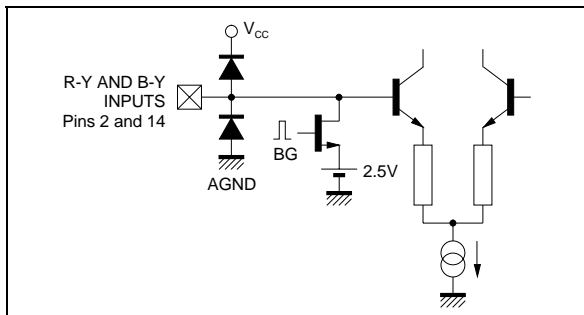 VCC
R-Y AND B-Y
INPUTS
Pins 2 and 14
BG
2.5V
AGND